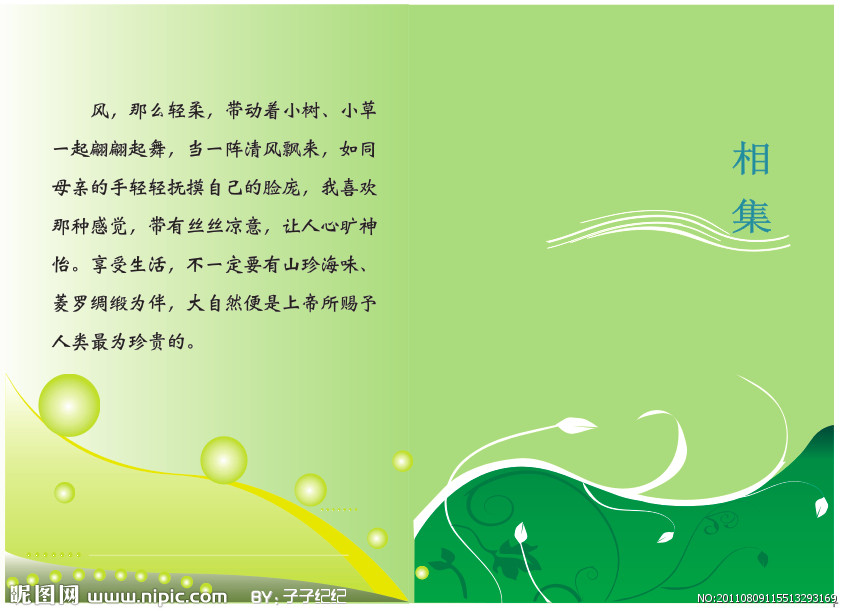 风，那么轻柔，带动着小树、小草
一起翩翩起舞，当一阵清风飘来，如同
母亲的手轻轻抚摸自己的脸庞，我喜欢
那种感觉，带有丝丝凉意，让人心旷神
怡。享受生活，不一定要有山珍海味、
菱罗绸缎为伴，大自然便是上帝所赐予
人类最为珍贵的。
相
集
昵图网 www.nipic.com BY：子子纪纪
NO:20110809115513293169